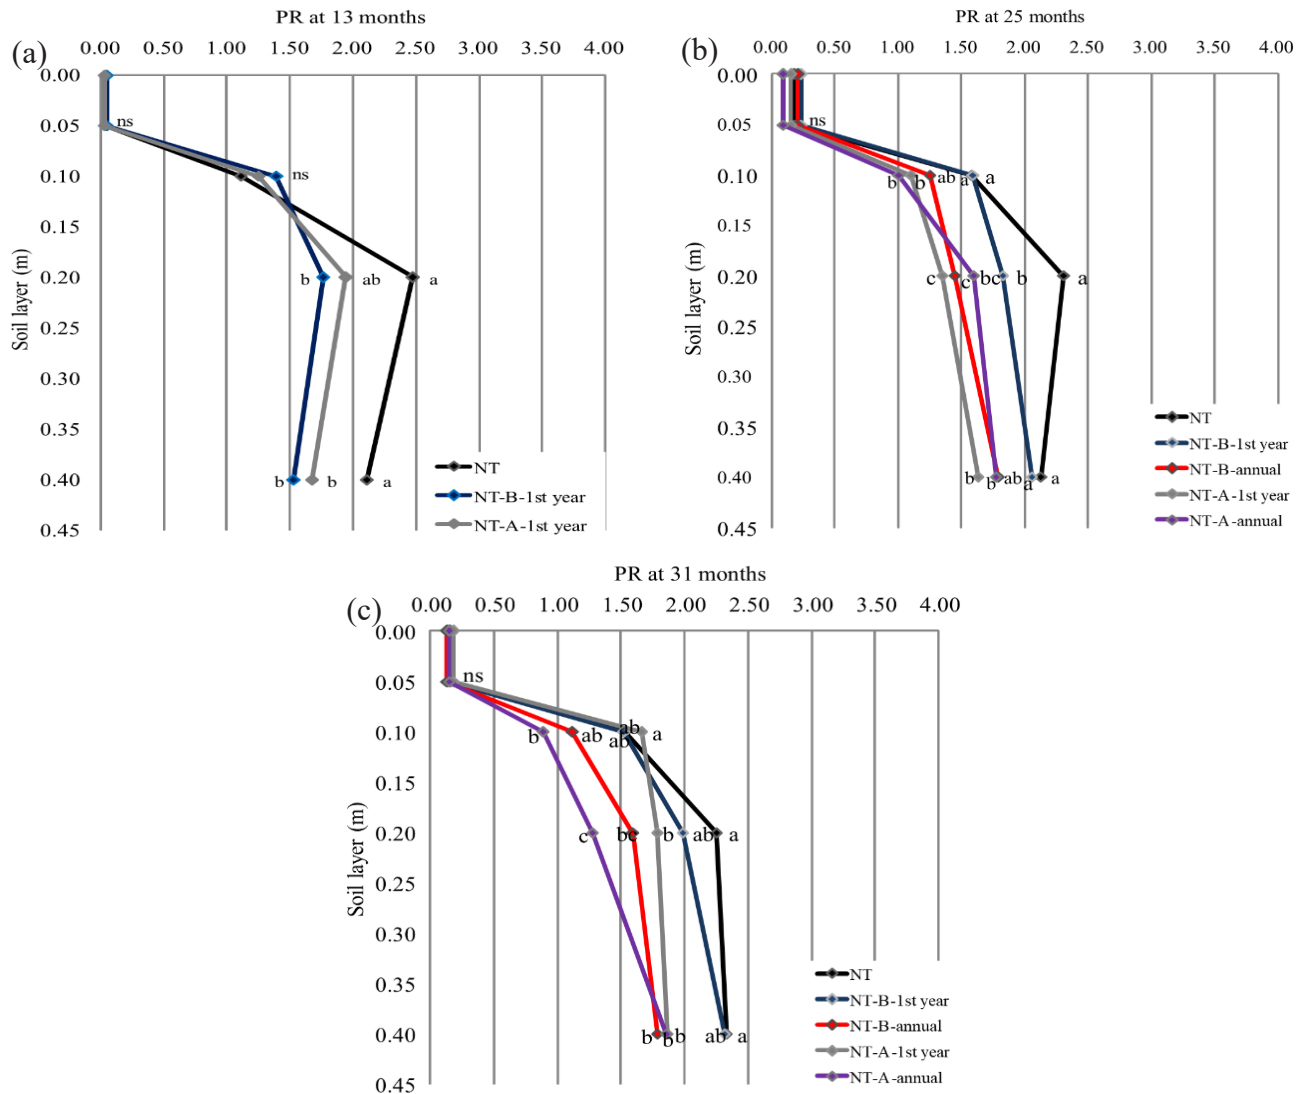 PR at 13 months
(a)
0.00 0.50 1.00 1.50 2.00 2.50 3.00 3.50 4.00
0.00
0.05 ns
0.10 ns
0.15
0.20 b ab a
0.25
0.30
0.35
0.40 b b a
0.45
Soil layer (m)
NT
NT-B-1st year
NT-A-1st year
PR at 25 months
(b)
0.00 0.50 1.00 1.50 2.00 2.50 3.00 3.50 4.00
0.00
0.05 ns
0.10 b b ab a a
0.15
0.20 c c bc b a
0.25
0.30
0.35
0.40 b b ab a a
0.45
Soil layer (m)
NT
NT-B-1st year
NT-B-annual
NT-A-1st year
NT-A-annual
PR at 31 months
(c)
0.00 0.50 1.00 1.50 2.00 2.50 3.00 3.50 4.00
0.00
0.05 ns
0.10 b ab ab ab a
0.15
0.20 c bc b ab a
0.25
0.30
0.35
0.40 b b b ab a
0.45
Soil layer (m)
NT
NT-B-1st year
NT-B-annual
NT-A-1st year
NT-A-annual